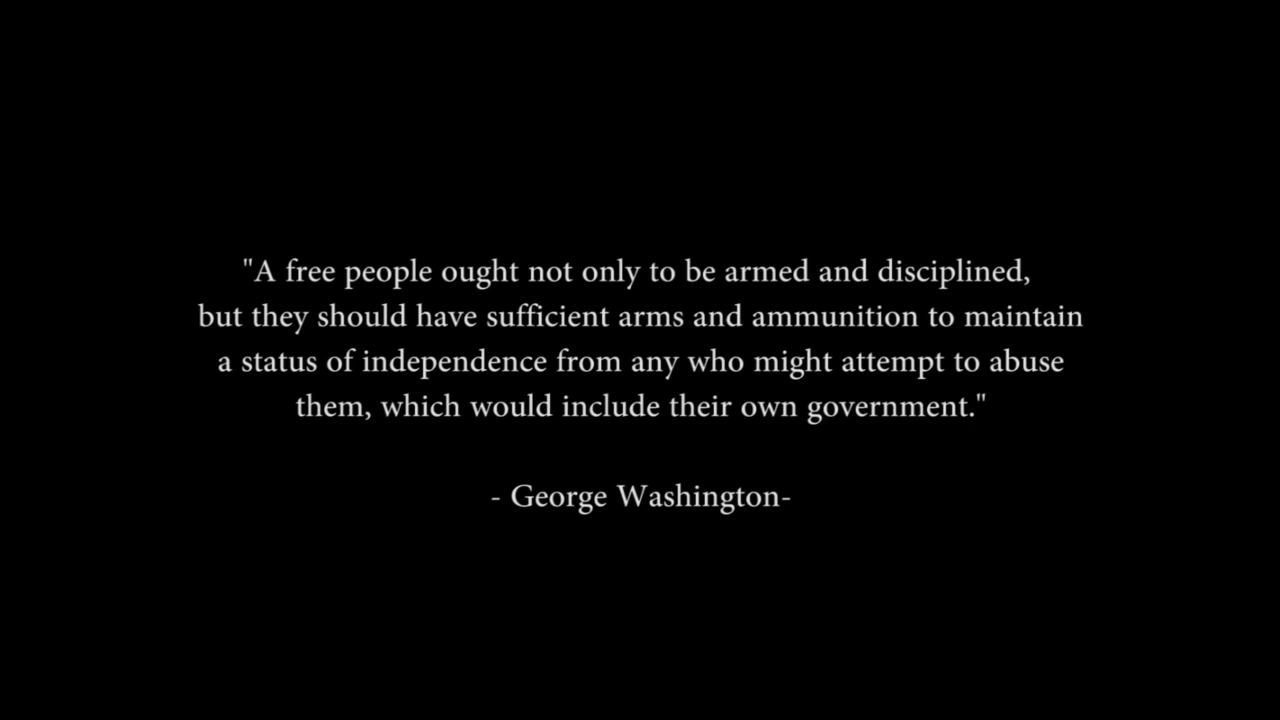 "A free people ought not only to be armed and disciplined,
but they should have sufficient arms and ammunition to maintain
a status of independence from any who might attempt to abuse
them, which would include their own government."
- George Washington-